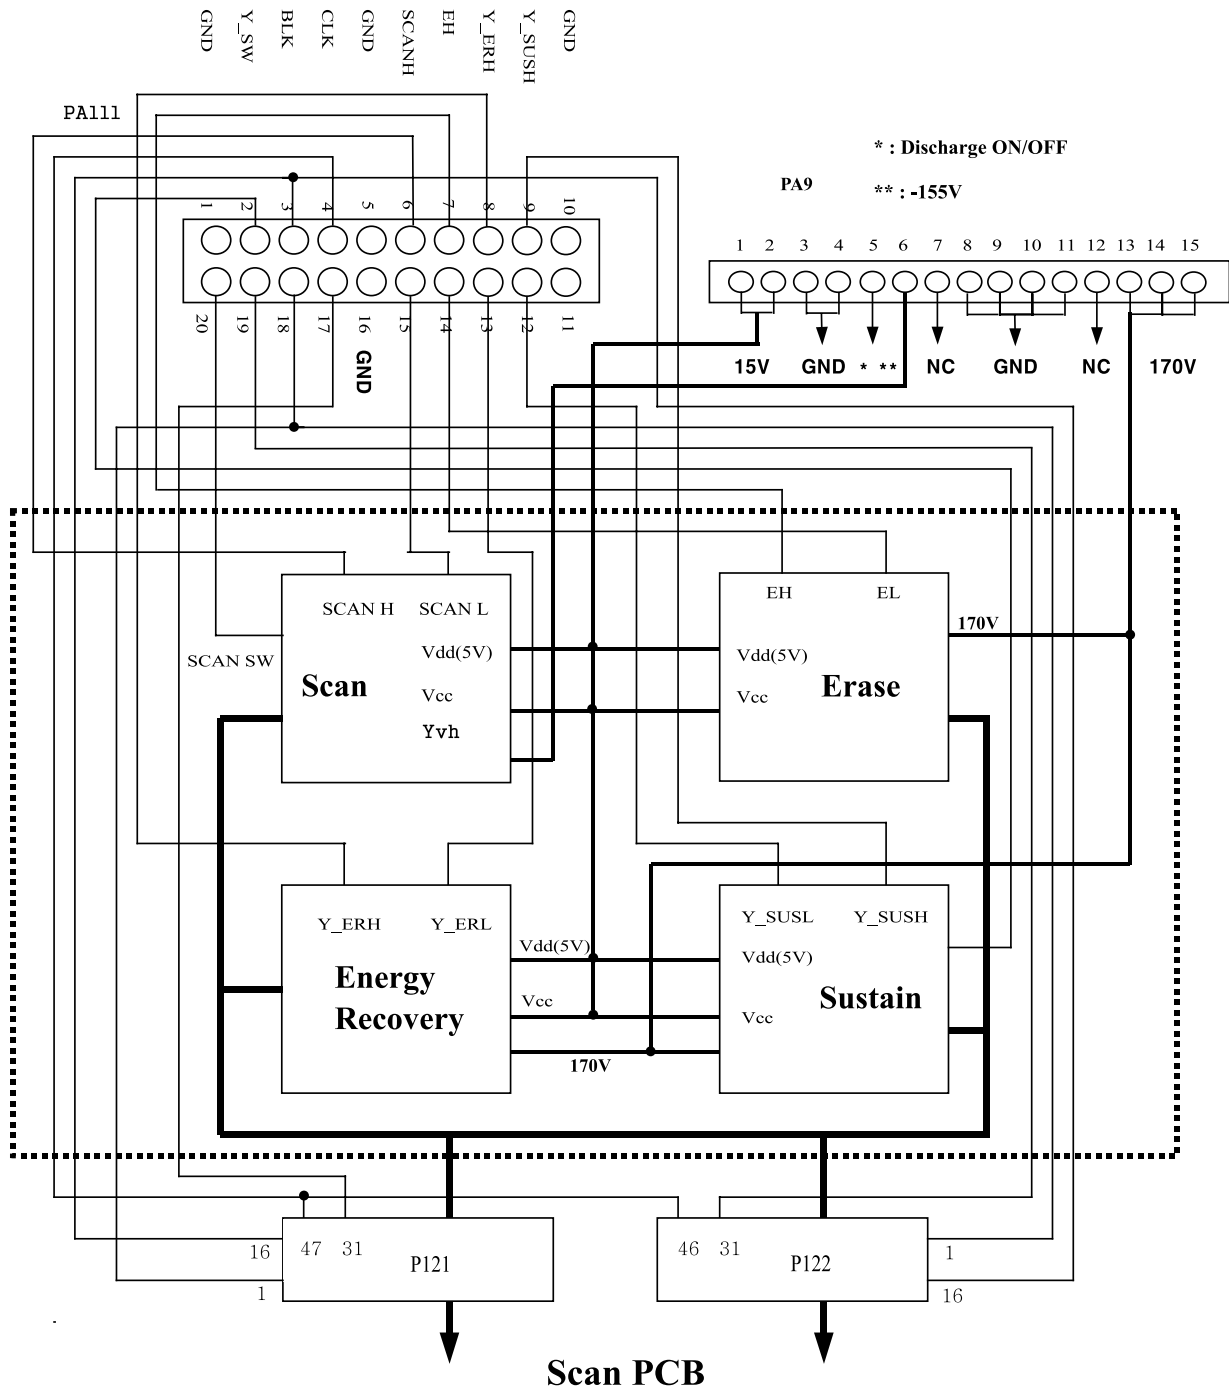 GND
Y_SW
BLK
CLK
GND
SCANH
EH
Y_ERH
Y_SUSH
GND
PA111
* : Discharge ON/OFF
PA9
** : -155V
1 2 3 4 5 6 7 8 9 10
1 2 3 4 5 6 7 8 9 10 11 12 13 14 15
20 19 18 17 16 15 14 13 12 11
GND
15V GND * ** NC GND NC 170V
SCAN H SCAN L
EH EL
170V
SCAN SW
Vdd(5V)
Vdd(5V)
Scan
Erase
Vcc
Vcc
Yvh
Y_ERH Y_ERL
Y_SUSL Y_SUSH
Vdd(5V)
Vdd(5V)
Energy
Recovery
Sustain
Vcc
Vcc
170V
16 47 31
P121
1
46 31
P122
1
16
Scan PCB